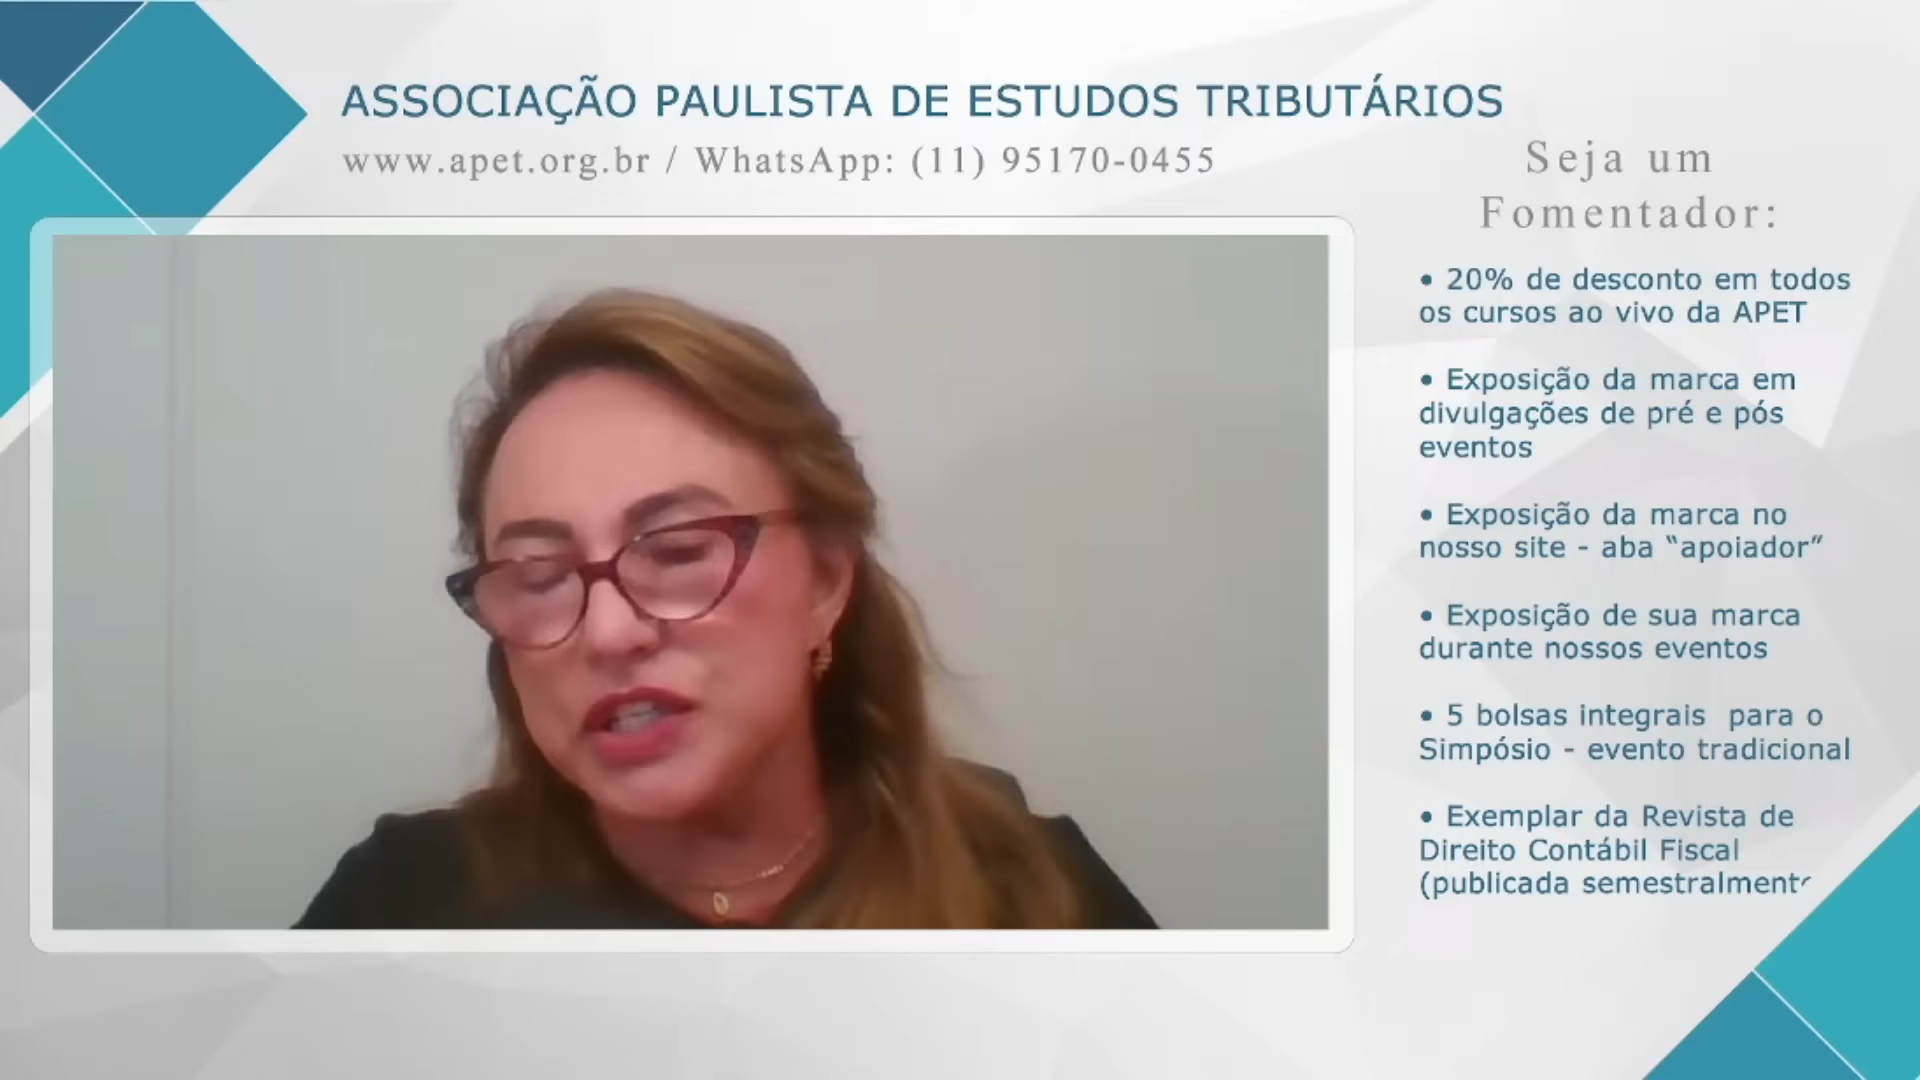 ASSOCIAÇÃO PAULISTA DE ESTUDOS TRIBUTÁRIOS
www.apet.org.br / WhatsApp: (11) 95170-0455
Seja um
Fomentador:
• 20% de desconto em todos
os cursos ao vivo da APET
• Exposição da marca em
divulgações de pré e pós
eventos
• Exposição da marca no
nosso site - aba “apoiador”
• Exposição de sua marca
durante nossos eventos
• 5 bolsas integrais  para o
Simpósio - evento tradicional
• Exemplar da Revista de
Direito Contábil Fiscal
(publicada